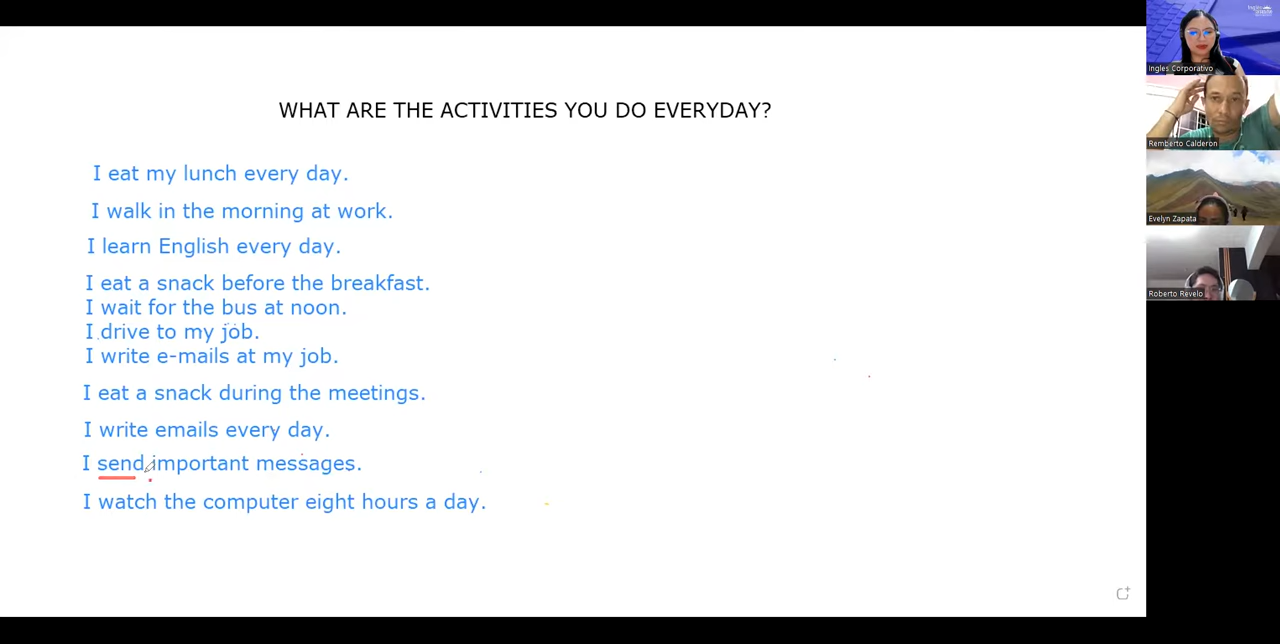 WHAT ARE THE ACTIVITIES YOU DO EVERYDAY?
I eat my lunch every day.
I walk in the morning at work.
I learn English every day.
I eat a snack before the breakfast.
I wait for the bus at noon.
I drive to my job.
I write e-mails at my job.
I eat a snack during the meetings.
I write emails every day.
I send important messages.
I watch the computer eight hours a day.
Ingles Corporativo
Remberto Calderon
Evelyn Zapata
Roberto Revelo